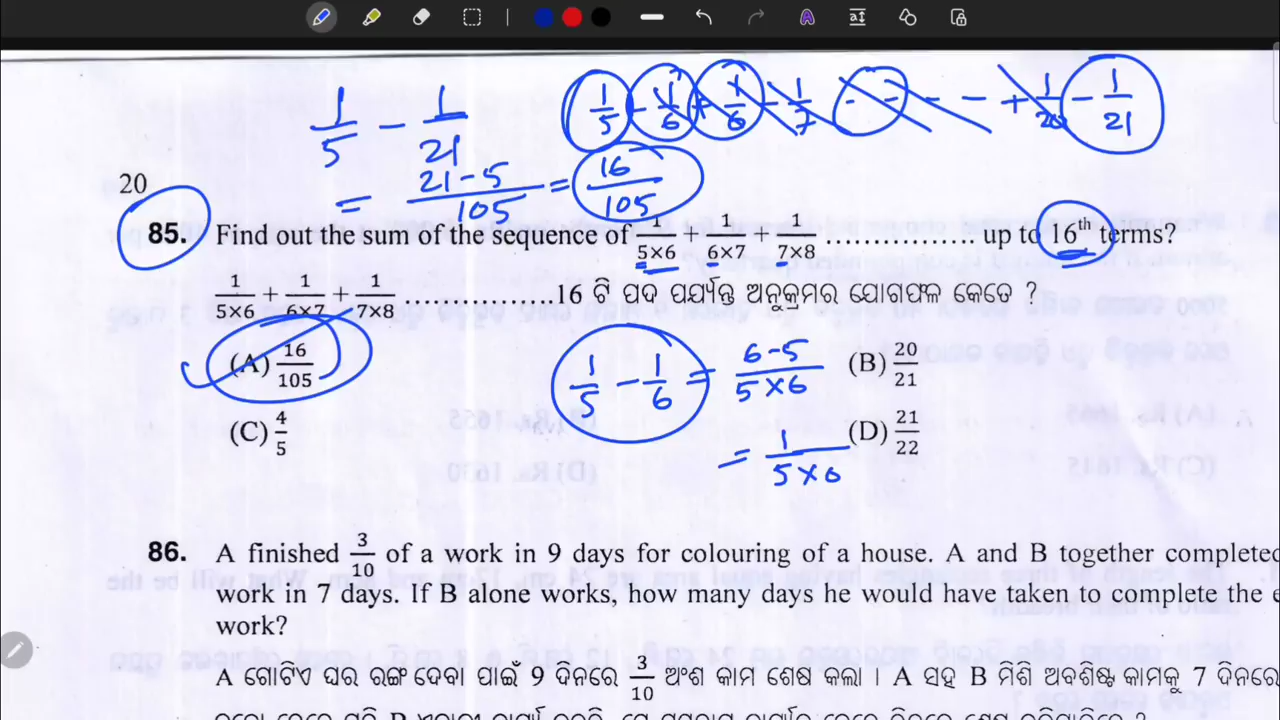 1/5 - 1/21
1/5 - 1/6 + 1/6 - 1/7 - - - - + 1/20 - 1/21
= 21-5/105 = 16/105
20
85. Find out the sum of the sequence of 1/5×6 + 1/6×7 + 1/7×8 ................ up to 16th terms?
1/5×6 + 1/6×7 + 1/7×8 ................16 ଟି ପଦ ପର୍ଯ୍ୟନ୍ତ ଅନୁକ୍ରମର ଯୋଗଫଳ କେତେ ?
(A) 16/105
(B) 20/21
1/5 - 1/6 = 6-5/5×6
= 1/5×6
(C) 4/5
(D) 21/22
86. A finished 3/10 of a work in 9 days for colouring of a house. A and B together completed
work in 7 days. If B alone works, how many days he would have taken to complete the e
work?
A ଗୋଟିଏ ଘର ରଙ୍ଗ ଦେବା ପାଇଁ 9 ଦିନରେ 3/10 ଅଂଶ କାମ ଶେଷ କଲା । A ସହ B ମିଶି ଅବଶିଷ୍ଟ କାମକୁ 7 ଦିନରେ